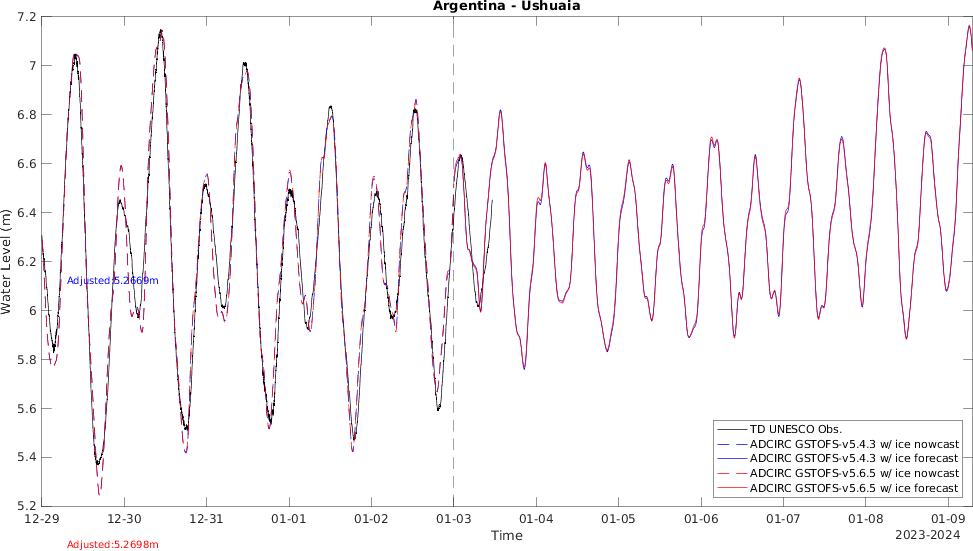 Argentina - Ushuaia
7.2
7
6.8
6.6
6.4
6.2
6
5.8
5.6
5.4
5.2
Water Level (m)
Adjusted:5.2669m
TD UNESCO Obs.
ADCIRC GSTOFS-v5.4.3 w/ ice nowcast
ADCIRC GSTOFS-v5.4.3 w/ ice forecast
ADCIRC GSTOFS-v5.6.5 w/ ice nowcast
ADCIRC GSTOFS-v5.6.5 w/ ice forecast
12-29 12-30 12-31 01-01 01-02 01-03 01-04 01-05 01-06 01-07 01-08 01-09
Time
2023-2024
Adjusted:5.2698m